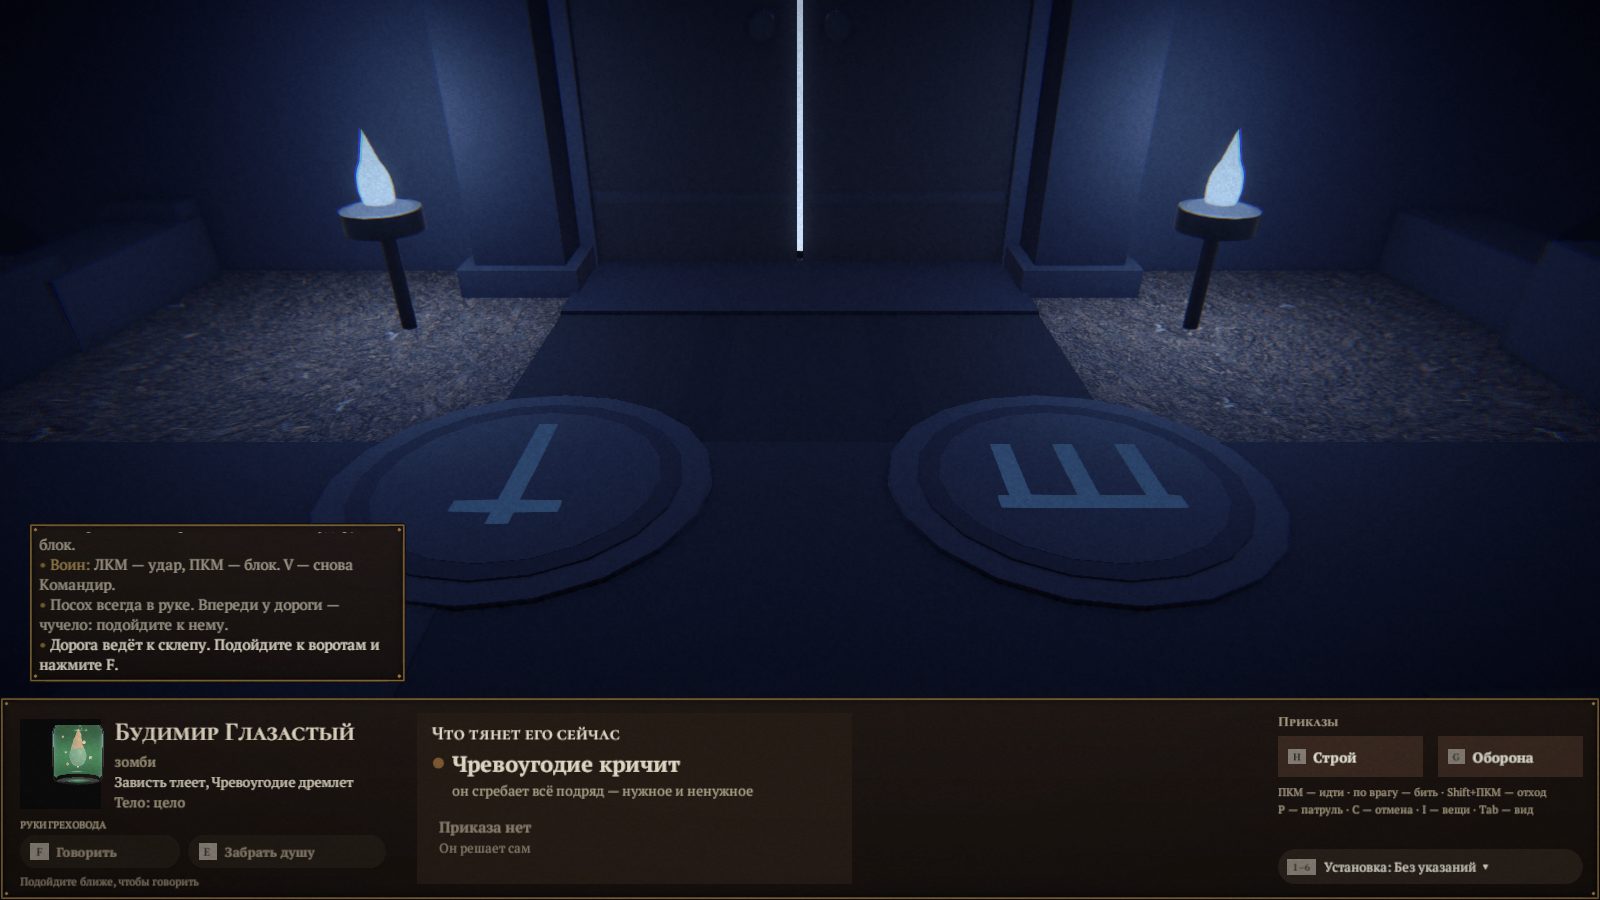 блок.
• Воин: ЛКМ — удар, ПКМ — блок. V — снова
Командир.
• Посох всегда в руке. Впереди у дороги —
чучело: подойдите к нему.
• Дорога ведёт к склепу. Подойдите к воротам и
нажмите F.
Будимир Глазастый
зомби
Зависть тлеет, Чревоугодие дремлет
Тело: цело
РУКИ ГРЕХОВОДА
F Говорить
E Забрать душу
Подойдите ближе, чтобы говорить
Что тянет его сейчас
Чревоугодие кричит
он сгребает всё подряд — нужное и ненужное
Приказа нет
Он решает сам
Приказы
H Строй
G Оборона
ПКМ — идти · по врагу — бить · Shift+ПКМ — отход
P — патруль · C — отмена · I — вещи · Tab — вид
1–6 Установка: Без указаний ▾